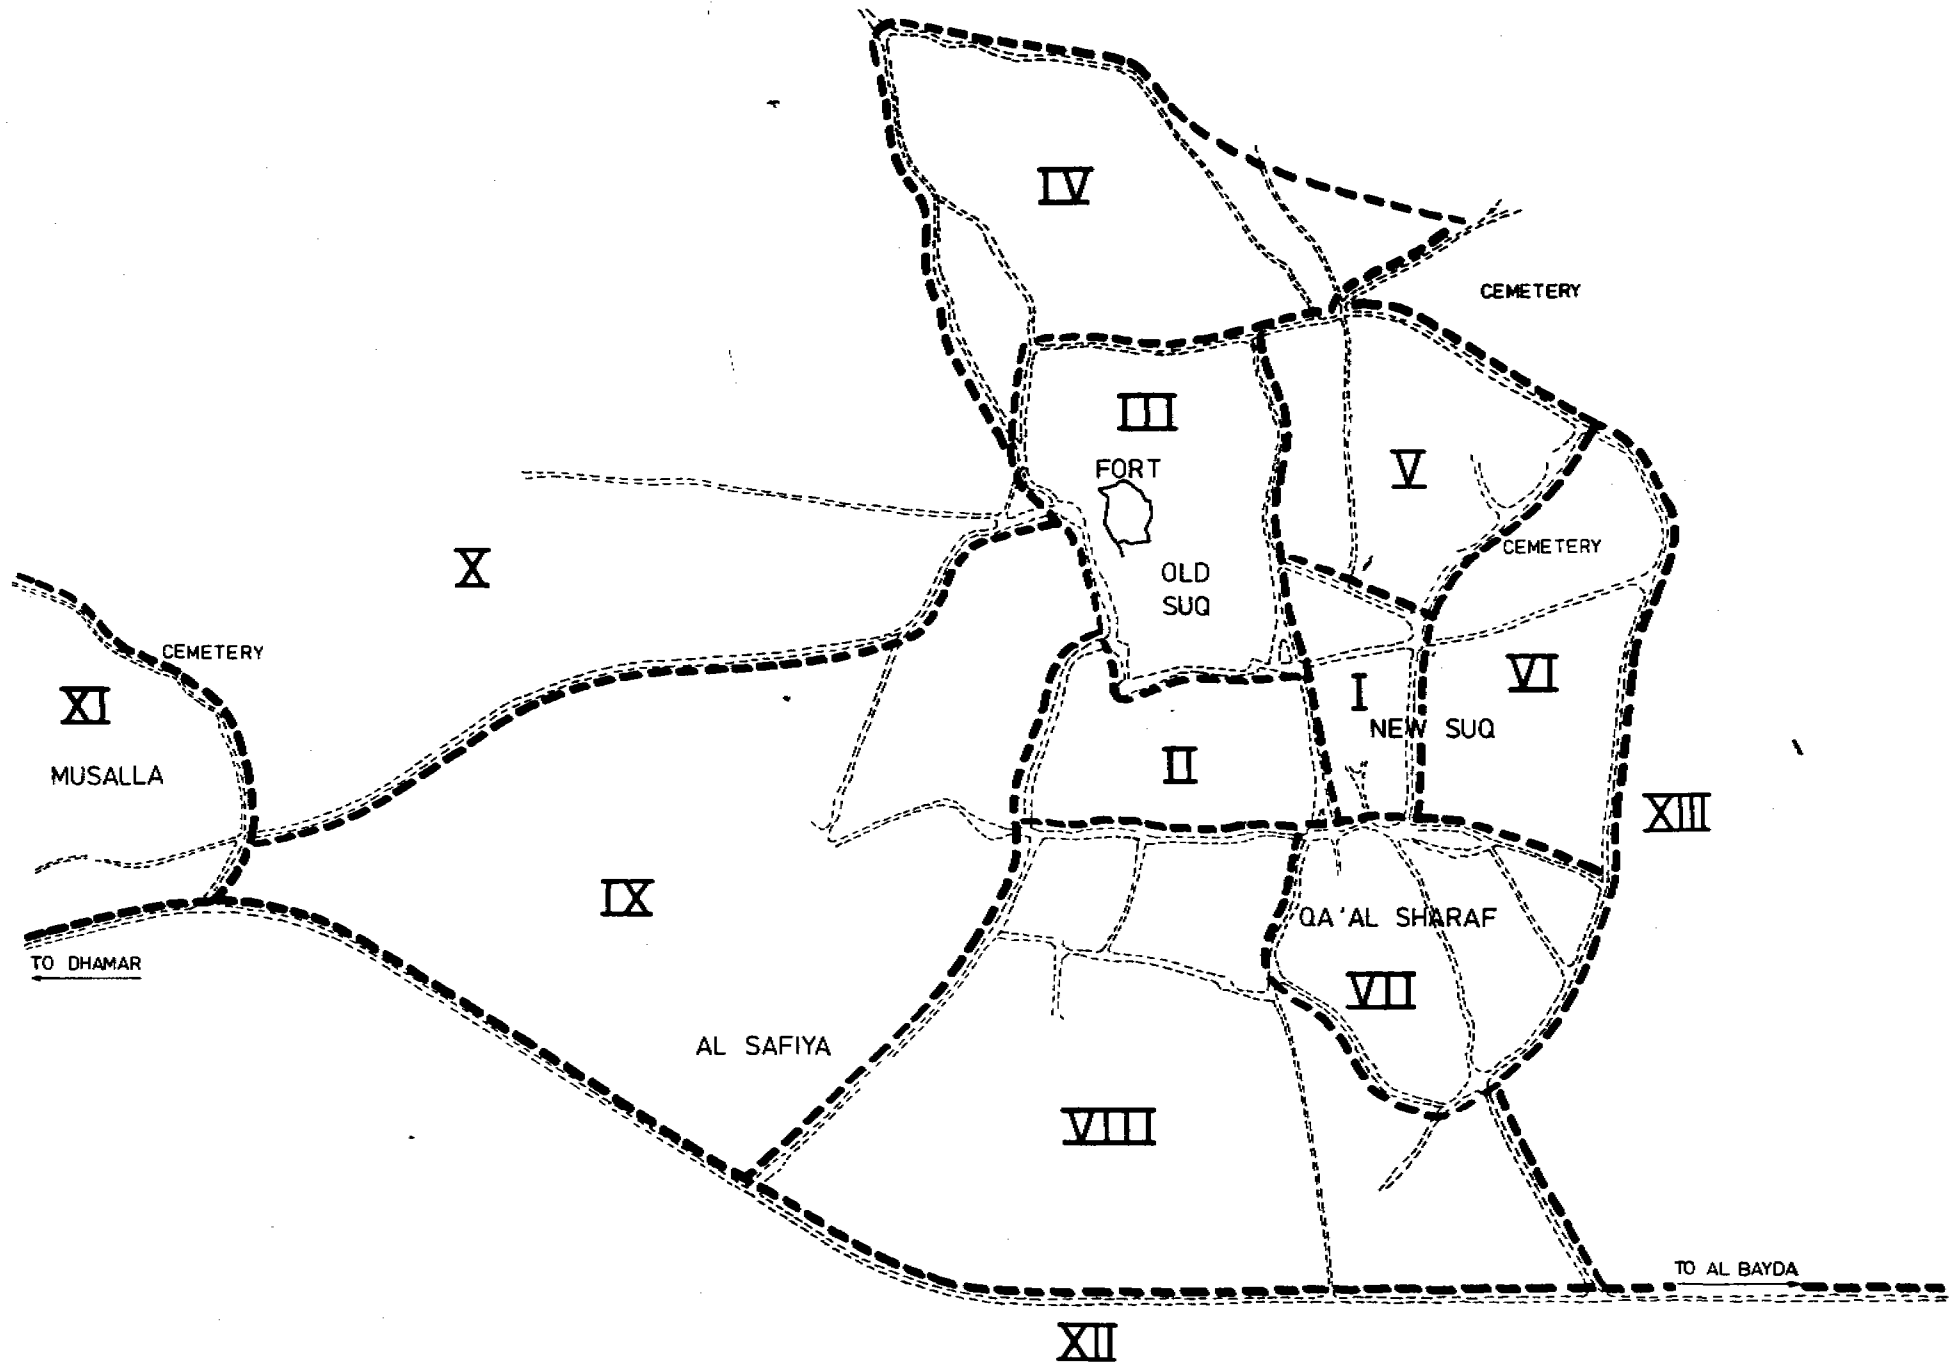 IV
CEMETERY
III
FORT
V
X
CEMETERY
OLD
SUQ
CEMETERY
XI
I
VI
NEW SUQ
MUSALLA
II
XIII
IX
QA'AL SHARAF
TO DHAMAR
VII
AL SAFIYA
VIII
TO AL BAYDA
XII